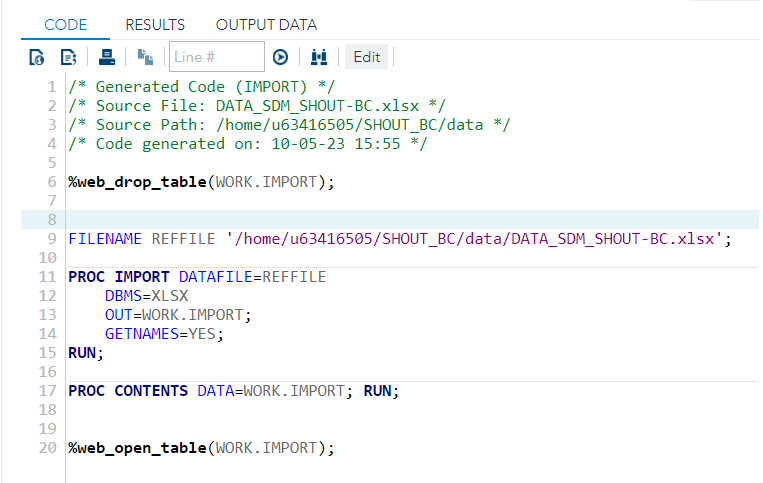 CODE RESULTS OUTPUT DATA
Line # Edit
1 /* Generated Code (IMPORT) */
2 /* Source File: DATA_SDM_SHOUT-BC.xlsx */
3 /* Source Path: /home/u63416505/SHOUT_BC/data */
4 /* Code generated on: 10-05-23 15:55 */
5
6 %web_drop_table(WORK.IMPORT);
7
8
9 FILENAME REFFILE '/home/u63416505/SHOUT_BC/data/DATA_SDM_SHOUT-BC.xlsx';
10
11 PROC IMPORT DATAFILE=REFFILE
12     DBMS=XLSX
13     OUT=WORK.IMPORT;
14     GETNAMES=YES;
15 RUN;
16
17 PROC CONTENTS DATA=WORK.IMPORT; RUN;
18
19
20 %web_open_table(WORK.IMPORT);